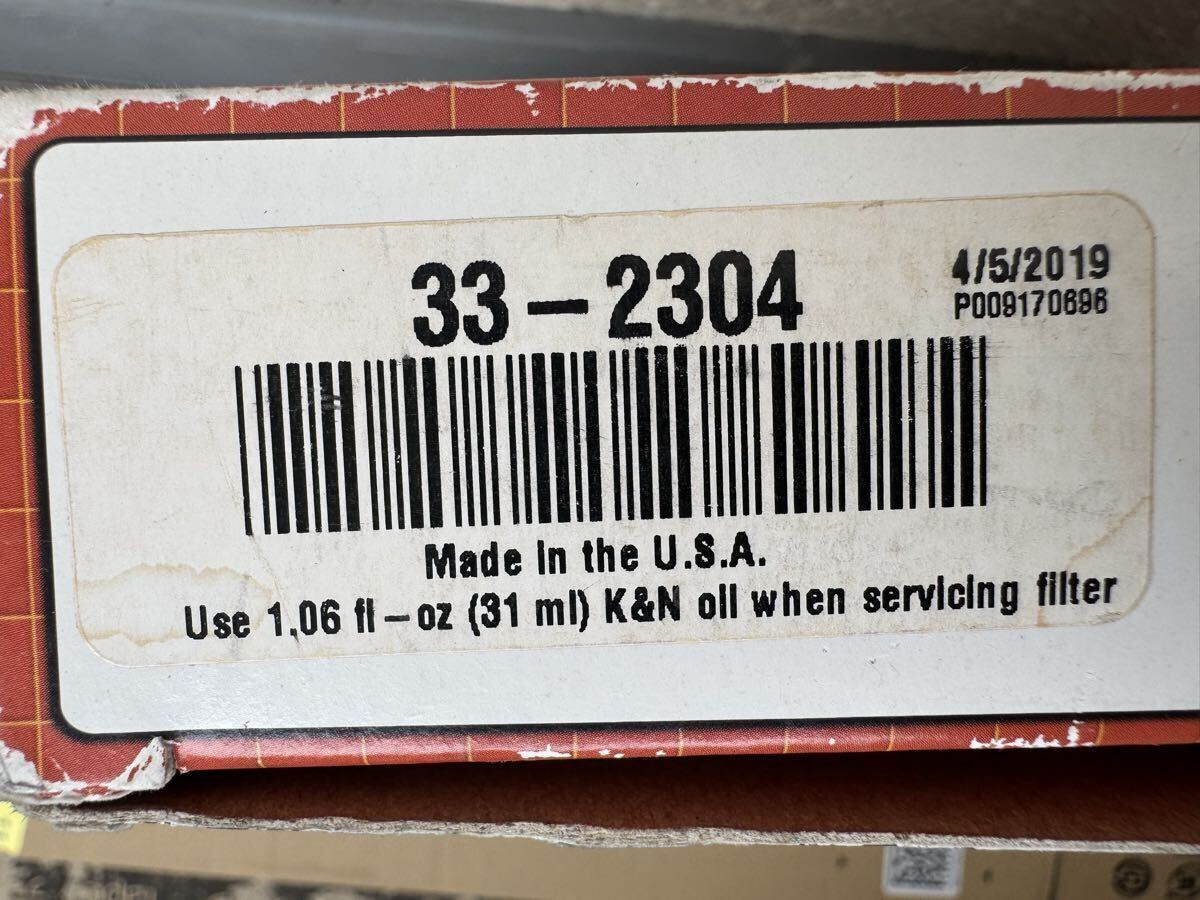 33-2304
4/5/2019
P009170696
Made in the U.S.A.
Use 1.06 fl-oz (31 ml) K&N oil when servicing filter